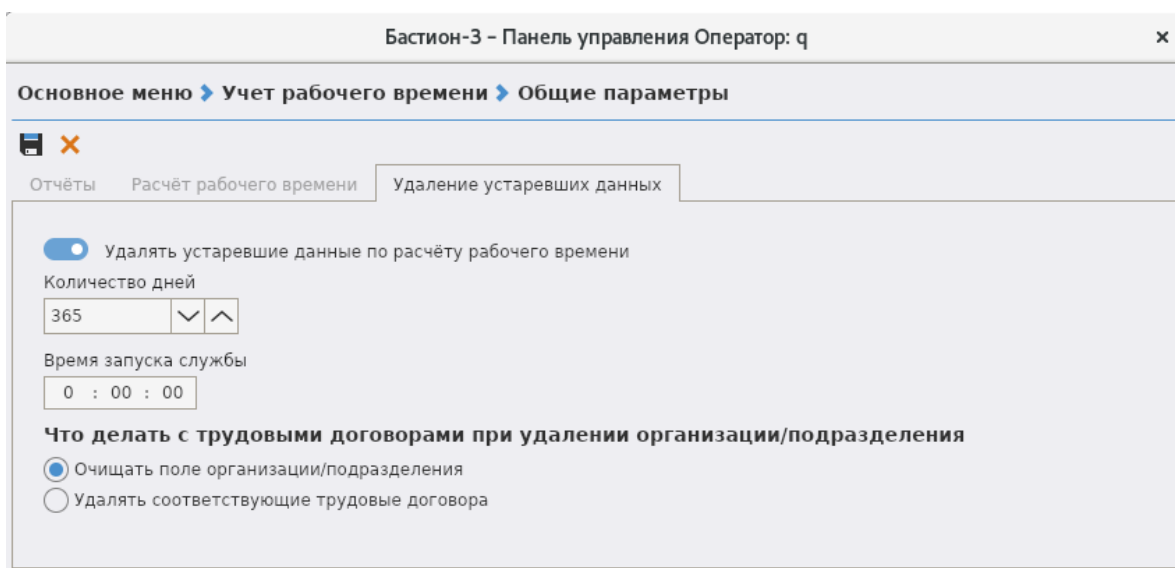 Бастион-3 – Панель управления Оператор: q
Основное меню Учет рабочего времени Общие параметры
Отчёты Расчёт рабочего времени Удаление устаревших данных
Удалять устаревшие данные по расчёту рабочего времени
Количество дней
365
Время запуска службы
0 : 00 : 00
Что делать с трудовыми договорами при удалении организации/подразделения
Очищать поле организации/подразделения
Удалять соответствующие трудовые договора